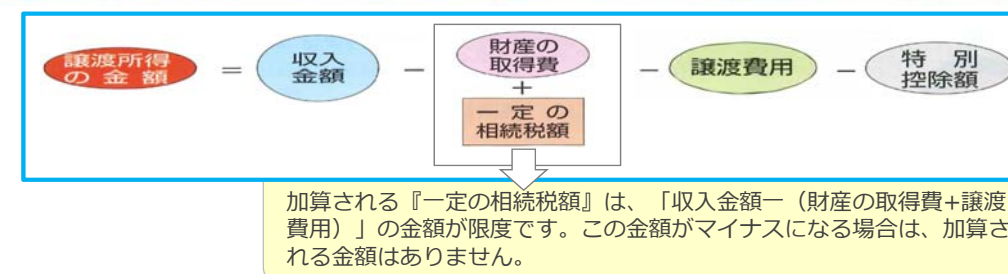 譲渡所得
の金額
=
収入
金額
－
財産の
取得費
＋
一定の
相続税額
－
譲渡費用
－
特別
控除額
加算される『一定の相続税額』は、「収入金額ー（財産の取得費+譲渡
費用）」の金額が限度です。この金額がマイナスになる場合は、加算さ
れる金額はありません。